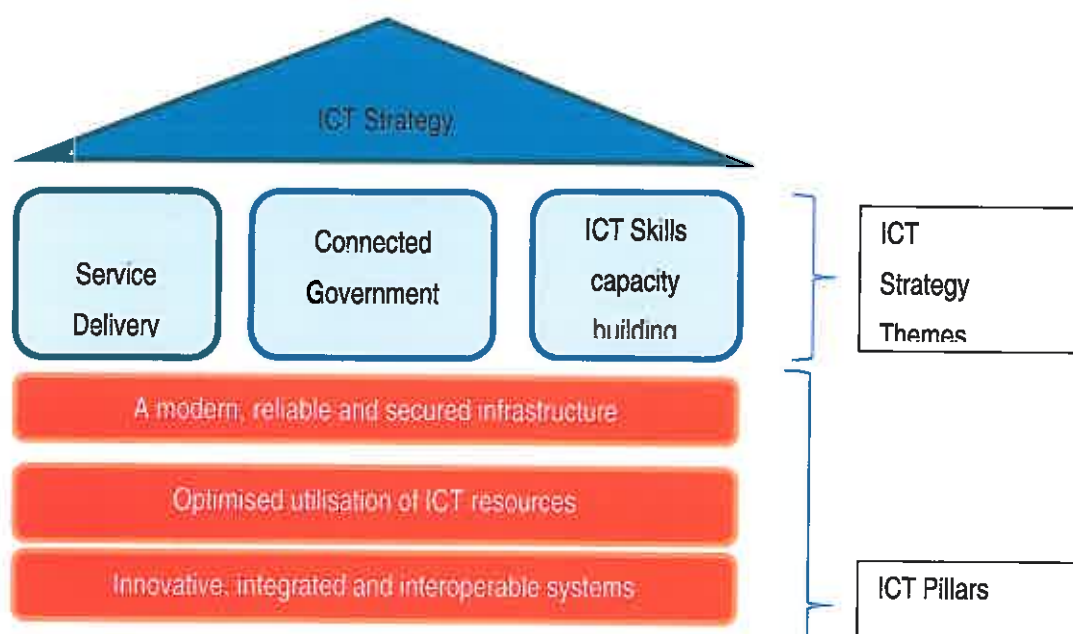 ICT Strategy
Service
Delivery
Connected
Government
ICT Skills
capacity
building
ICT
Strategy
Themes
A modern, reliable and secured infrastructure
Optimised utilisation of ICT resources
Innovative, integrated and interoperable systems
ICT Pillars